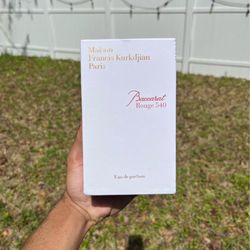 Maison
Francis Kurkdjian
Paris
Baccarat
Rouge 540
Eau de parfum